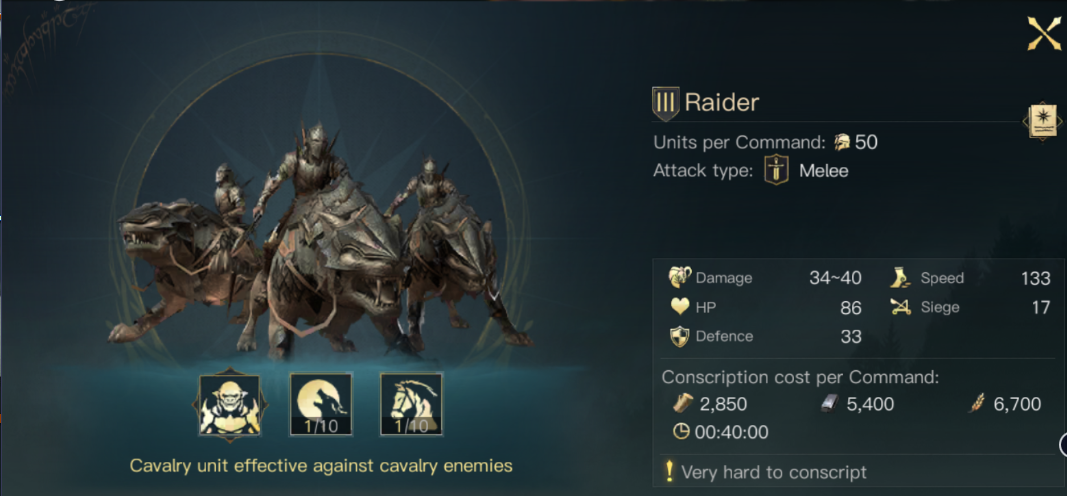 III Raider
Units per Command: 50
Attack type: Melee
Damage 34~40 Speed 133
HP 86 Siege 17
Defence 33
Conscription cost per Command:
2,850 5,400 6,700
00:40:00
Very hard to conscript
1/10 1/10
Cavalry unit effective against cavalry enemies